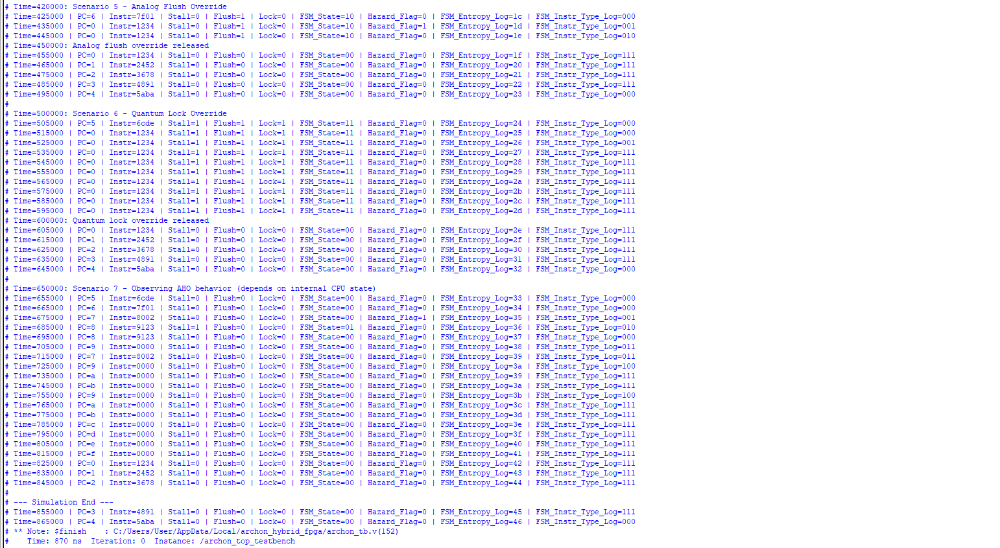 # Time=420000: Scenario 5 - Analog Flush Override
# Time=425000 | PC=6 | Instr=7f01 | Stall=0 | Flush=1 | Lock=0 | FSM_State=10 | Hazard_Flag=0 | FSM_Entropy_Log=1c | FSM_Instr_Type_Log=000
# Time=435000 | PC=0 | Instr=1234 | Stall=0 | Flush=1 | Lock=0 | FSM_State=10 | Hazard_Flag=1 | FSM_Entropy_Log=1d | FSM_Instr_Type_Log=001
# Time=445000 | PC=0 | Instr=1234 | Stall=0 | Flush=1 | Lock=0 | FSM_State=10 | Hazard_Flag=0 | FSM_Entropy_Log=1e | FSM_Instr_Type_Log=010
# Time=450000: Analog flush override released
# Time=455000 | PC=0 | Instr=1234 | Stall=0 | Flush=0 | Lock=0 | FSM_State=00 | Hazard_Flag=0 | FSM_Entropy_Log=1f | FSM_Instr_Type_Log=111
# Time=465000 | PC=1 | Instr=2452 | Stall=0 | Flush=0 | Lock=0 | FSM_State=00 | Hazard_Flag=0 | FSM_Entropy_Log=20 | FSM_Instr_Type_Log=111
# Time=475000 | PC=2 | Instr=3678 | Stall=0 | Flush=0 | Lock=0 | FSM_State=00 | Hazard_Flag=0 | FSM_Entropy_Log=21 | FSM_Instr_Type_Log=111
# Time=485000 | PC=3 | Instr=4891 | Stall=0 | Flush=0 | Lock=0 | FSM_State=00 | Hazard_Flag=0 | FSM_Entropy_Log=22 | FSM_Instr_Type_Log=111
# Time=495000 | PC=4 | Instr=5aba | Stall=0 | Flush=0 | Lock=0 | FSM_State=00 | Hazard_Flag=0 | FSM_Entropy_Log=23 | FSM_Instr_Type_Log=000
#
# Time=500000: Scenario 6 - Quantum Lock Override
# Time=505000 | PC=5 | Instr=6cde | Stall=1 | Flush=1 | Lock=1 | FSM_State=11 | Hazard_Flag=0 | FSM_Entropy_Log=24 | FSM_Instr_Type_Log=000
# Time=515000 | PC=0 | Instr=1234 | Stall=1 | Flush=1 | Lock=1 | FSM_State=11 | Hazard_Flag=0 | FSM_Entropy_Log=25 | FSM_Instr_Type_Log=000
# Time=525000 | PC=0 | Instr=1234 | Stall=1 | Flush=1 | Lock=1 | FSM_State=11 | Hazard_Flag=0 | FSM_Entropy_Log=26 | FSM_Instr_Type_Log=001
# Time=535000 | PC=0 | Instr=1234 | Stall=1 | Flush=1 | Lock=1 | FSM_State=11 | Hazard_Flag=0 | FSM_Entropy_Log=27 | FSM_Instr_Type_Log=111
# Time=545000 | PC=0 | Instr=1234 | Stall=1 | Flush=1 | Lock=1 | FSM_State=11 | Hazard_Flag=0 | FSM_Entropy_Log=28 | FSM_Instr_Type_Log=111
# Time=555000 | PC=0 | Instr=1234 | Stall=1 | Flush=1 | Lock=1 | FSM_State=11 | Hazard_Flag=0 | FSM_Entropy_Log=29 | FSM_Instr_Type_Log=111
# Time=565000 | PC=0 | Instr=1234 | Stall=1 | Flush=1 | Lock=1 | FSM_State=11 | Hazard_Flag=0 | FSM_Entropy_Log=2a | FSM_Instr_Type_Log=111
# Time=575000 | PC=0 | Instr=1234 | Stall=1 | Flush=1 | Lock=1 | FSM_State=11 | Hazard_Flag=0 | FSM_Entropy_Log=2b | FSM_Instr_Type_Log=111
# Time=585000 | PC=0 | Instr=1234 | Stall=1 | Flush=1 | Lock=1 | FSM_State=11 | Hazard_Flag=0 | FSM_Entropy_Log=2c | FSM_Instr_Type_Log=111
# Time=595000 | PC=0 | Instr=1234 | Stall=1 | Flush=1 | Lock=1 | FSM_State=11 | Hazard_Flag=0 | FSM_Entropy_Log=2d | FSM_Instr_Type_Log=111
# Time=600000: Quantum lock override released
# Time=605000 | PC=0 | Instr=1234 | Stall=0 | Flush=0 | Lock=0 | FSM_State=00 | Hazard_Flag=0 | FSM_Entropy_Log=2e | FSM_Instr_Type_Log=111
# Time=615000 | PC=1 | Instr=2452 | Stall=0 | Flush=0 | Lock=0 | FSM_State=00 | Hazard_Flag=0 | FSM_Entropy_Log=2f | FSM_Instr_Type_Log=111
# Time=625000 | PC=2 | Instr=3678 | Stall=0 | Flush=0 | Lock=0 | FSM_State=00 | Hazard_Flag=0 | FSM_Entropy_Log=30 | FSM_Instr_Type_Log=111
# Time=635000 | PC=3 | Instr=4891 | Stall=0 | Flush=0 | Lock=0 | FSM_State=00 | Hazard_Flag=0 | FSM_Entropy_Log=31 | FSM_Instr_Type_Log=111
# Time=645000 | PC=4 | Instr=5aba | Stall=0 | Flush=0 | Lock=0 | FSM_State=00 | Hazard_Flag=0 | FSM_Entropy_Log=32 | FSM_Instr_Type_Log=000
#
# Time=650000: Scenario 7 - Observing AHO behavior (depends on internal CPU state)
# Time=655000 | PC=5 | Instr=6cde | Stall=0 | Flush=0 | Lock=0 | FSM_State=00 | Hazard_Flag=0 | FSM_Entropy_Log=33 | FSM_Instr_Type_Log=000
# Time=665000 | PC=6 | Instr=7f01 | Stall=0 | Flush=0 | Lock=0 | FSM_State=00 | Hazard_Flag=0 | FSM_Entropy_Log=34 | FSM_Instr_Type_Log=000
# Time=675000 | PC=7 | Instr=8002 | Stall=0 | Flush=0 | Lock=0 | FSM_State=00 | Hazard_Flag=1 | FSM_Entropy_Log=35 | FSM_Instr_Type_Log=001
# Time=685000 | PC=8 | Instr=9123 | Stall=1 | Flush=0 | Lock=0 | FSM_State=01 | Hazard_Flag=0 | FSM_Entropy_Log=36 | FSM_Instr_Type_Log=010
# Time=695000 | PC=8 | Instr=9123 | Stall=0 | Flush=0 | Lock=0 | FSM_State=00 | Hazard_Flag=0 | FSM_Entropy_Log=37 | FSM_Instr_Type_Log=000
# Time=705000 | PC=9 | Instr=0000 | Stall=0 | Flush=0 | Lock=0 | FSM_State=00 | Hazard_Flag=0 | FSM_Entropy_Log=38 | FSM_Instr_Type_Log=011
# Time=715000 | PC=7 | Instr=8002 | Stall=0 | Flush=0 | Lock=0 | FSM_State=00 | Hazard_Flag=0 | FSM_Entropy_Log=39 | FSM_Instr_Type_Log=011
# Time=725000 | PC=9 | Instr=0000 | Stall=0 | Flush=0 | Lock=0 | FSM_State=00 | Hazard_Flag=0 | FSM_Entropy_Log=3a | FSM_Instr_Type_Log=100
# Time=735000 | PC=a | Instr=0000 | Stall=0 | Flush=0 | Lock=0 | FSM_State=00 | Hazard_Flag=0 | FSM_Entropy_Log=39 | FSM_Instr_Type_Log=111
# Time=745000 | PC=b | Instr=0000 | Stall=0 | Flush=0 | Lock=0 | FSM_State=00 | Hazard_Flag=0 | FSM_Entropy_Log=3a | FSM_Instr_Type_Log=111
# Time=755000 | PC=9 | Instr=0000 | Stall=0 | Flush=0 | Lock=0 | FSM_State=00 | Hazard_Flag=0 | FSM_Entropy_Log=3b | FSM_Instr_Type_Log=100
# Time=765000 | PC=a | Instr=0000 | Stall=0 | Flush=0 | Lock=0 | FSM_State=00 | Hazard_Flag=0 | FSM_Entropy_Log=3c | FSM_Instr_Type_Log=111
# Time=775000 | PC=b | Instr=0000 | Stall=0 | Flush=0 | Lock=0 | FSM_State=00 | Hazard_Flag=0 | FSM_Entropy_Log=3d | FSM_Instr_Type_Log=111
# Time=785000 | PC=c | Instr=0000 | Stall=0 | Flush=0 | Lock=0 | FSM_State=00 | Hazard_Flag=0 | FSM_Entropy_Log=3e | FSM_Instr_Type_Log=111
# Time=795000 | PC=d | Instr=0000 | Stall=0 | Flush=0 | Lock=0 | FSM_State=00 | Hazard_Flag=0 | FSM_Entropy_Log=3f | FSM_Instr_Type_Log=111
# Time=805000 | PC=e | Instr=0000 | Stall=0 | Flush=0 | Lock=0 | FSM_State=00 | Hazard_Flag=0 | FSM_Entropy_Log=40 | FSM_Instr_Type_Log=111
# Time=815000 | PC=f | Instr=0000 | Stall=0 | Flush=0 | Lock=0 | FSM_State=00 | Hazard_Flag=0 | FSM_Entropy_Log=41 | FSM_Instr_Type_Log=111
# Time=825000 | PC=0 | Instr=1234 | Stall=0 | Flush=0 | Lock=0 | FSM_State=00 | Hazard_Flag=0 | FSM_Entropy_Log=42 | FSM_Instr_Type_Log=111
# Time=835000 | PC=1 | Instr=2452 | Stall=0 | Flush=0 | Lock=0 | FSM_State=00 | Hazard_Flag=0 | FSM_Entropy_Log=43 | FSM_Instr_Type_Log=111
# Time=845000 | PC=2 | Instr=3678 | Stall=0 | Flush=0 | Lock=0 | FSM_State=00 | Hazard_Flag=0 | FSM_Entropy_Log=44 | FSM_Instr_Type_Log=111
#
# --- Simulation End ---
# Time=855000 | PC=3 | Instr=4891 | Stall=0 | Flush=0 | Lock=0 | FSM_State=00 | Hazard_Flag=0 | FSM_Entropy_Log=45 | FSM_Instr_Type_Log=111
# Time=865000 | PC=4 | Instr=5aba | Stall=0 | Flush=0 | Lock=0 | FSM_State=00 | Hazard_Flag=0 | FSM_Entropy_Log=46 | FSM_Instr_Type_Log=000
# ** Note: $finish    : C:/Users/User/AppData/Local/archon_hybrid_fpga/archon_tb.v(152)
#    Time: 870 ns  Iteration: 0  Instance: /archon_top_testbench